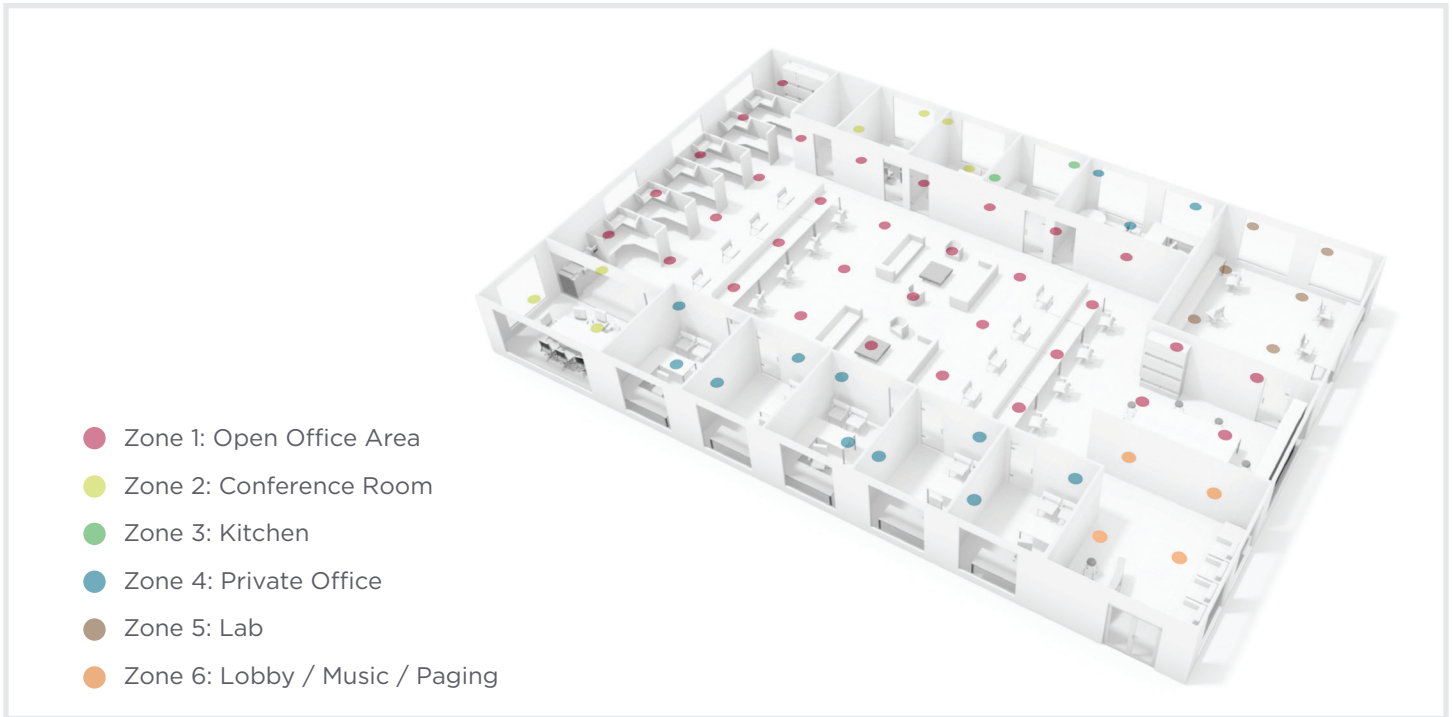 Zone 1: Open Office Area
Zone 2: Conference Room
Zone 3: Kitchen
Zone 4: Private Office
Zone 5: Lab
Zone 6: Lobby / Music / Paging